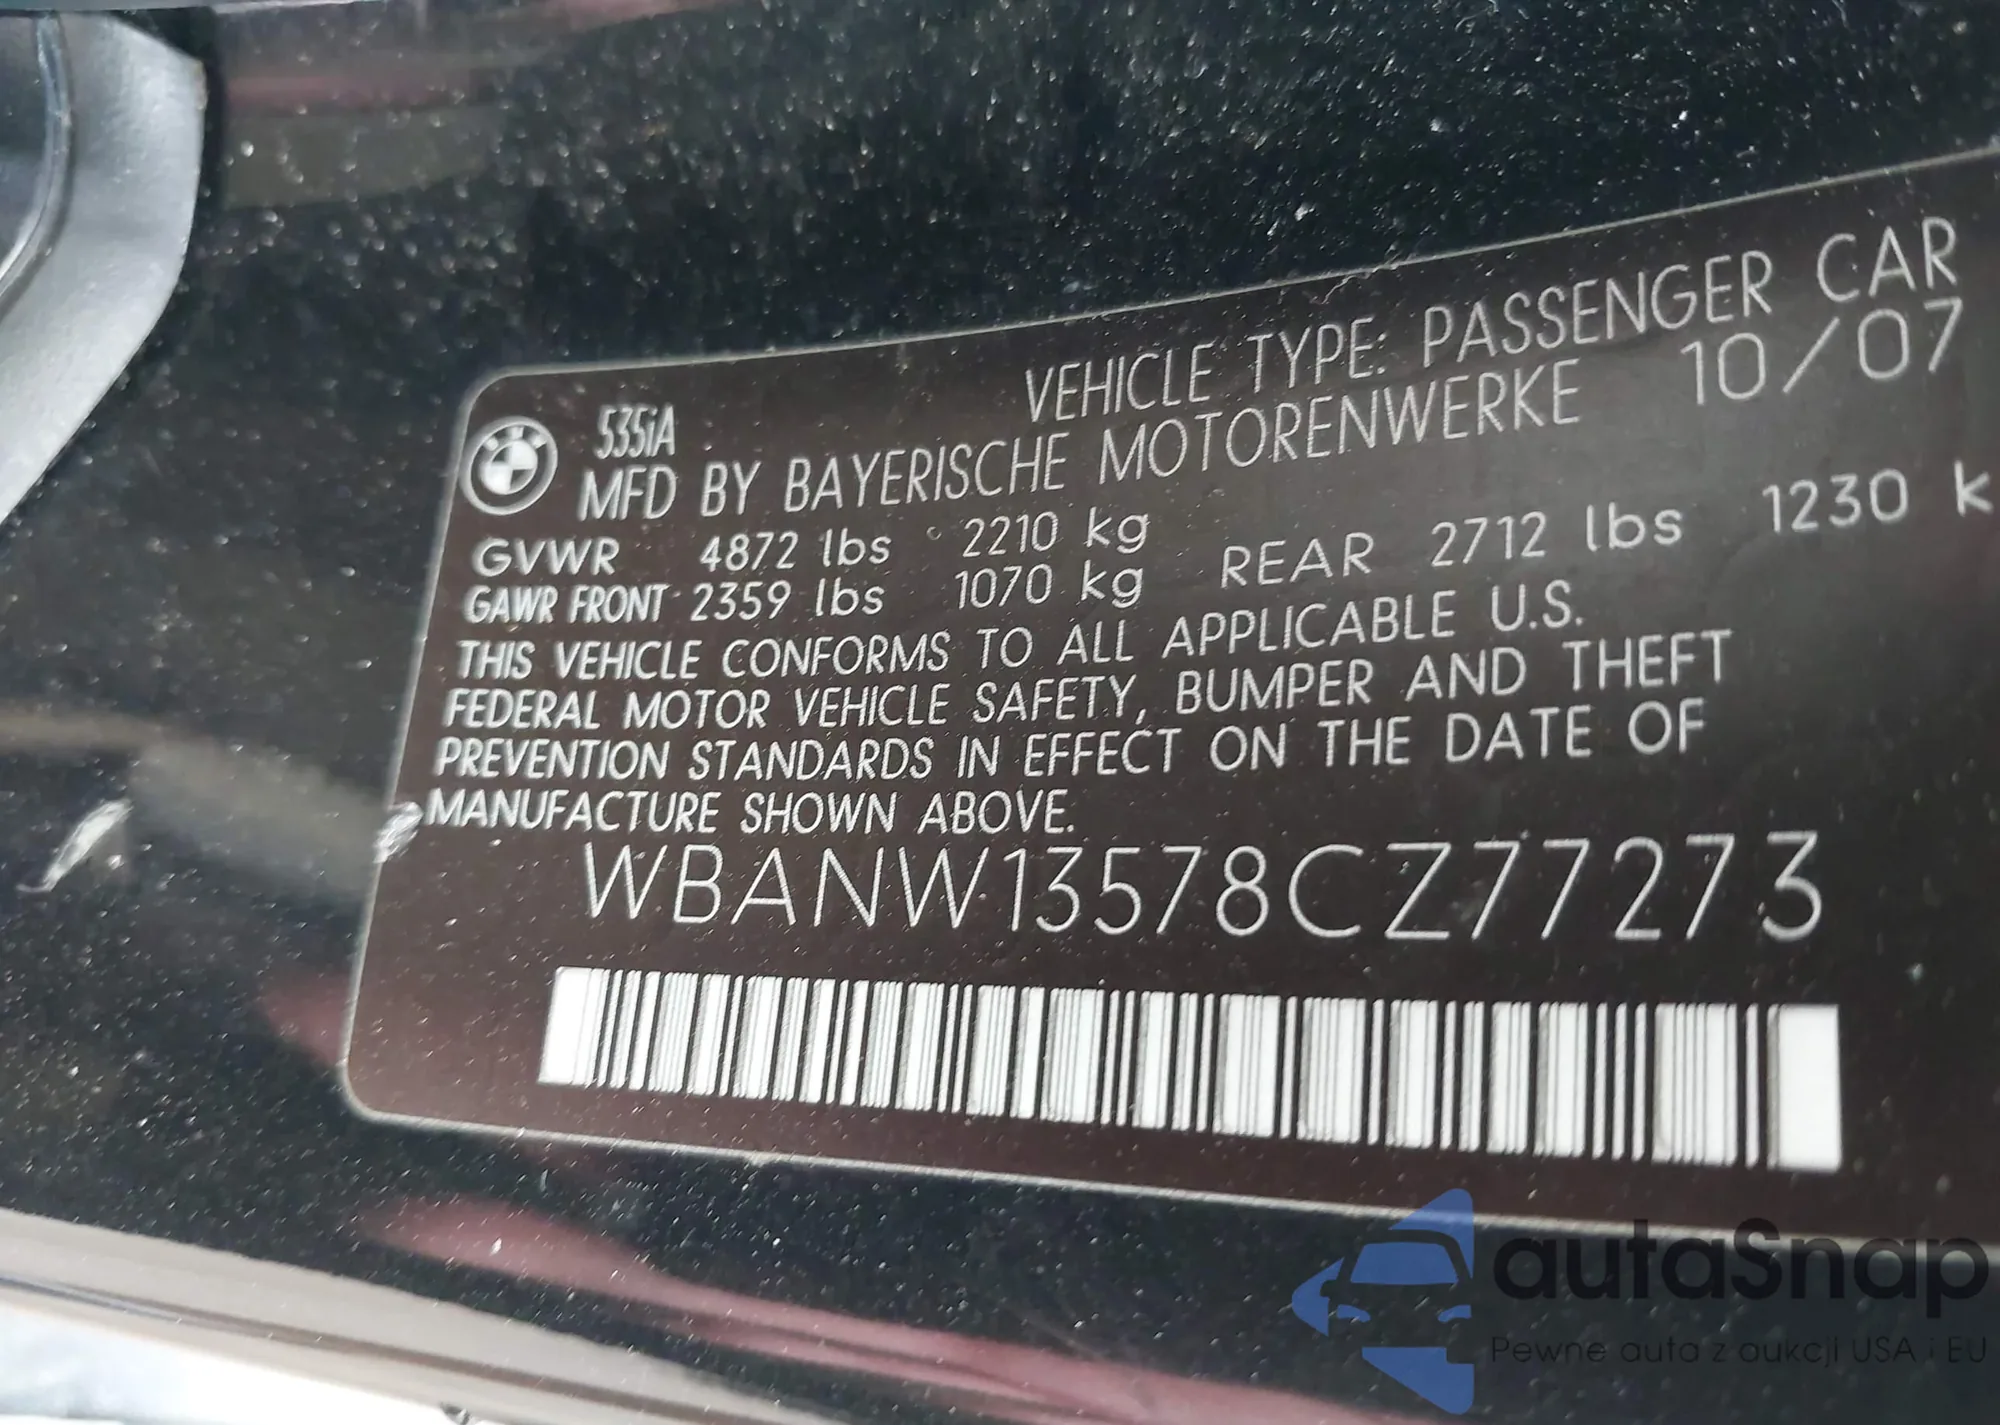 VEHICLE TYPE: PASSENGER CAR
535iA
MFD BY BAYERISCHE MOTORENWERKE 10/07
GVWR 4872 lbs 2210 kg
GAWR FRONT 2359 lbs 1070 kg REAR 2712 lbs 1230 k
THIS VEHICLE CONFORMS TO ALL APPLICABLE U.S.
FEDERAL MOTOR VEHICLE SAFETY, BUMPER AND THEFT
PREVENTION STANDARDS IN EFFECT ON THE DATE OF
MANUFACTURE SHOWN ABOVE.
WBANW13578CZ77273
autaSnap
Pewne auta z aukcji USA i EU